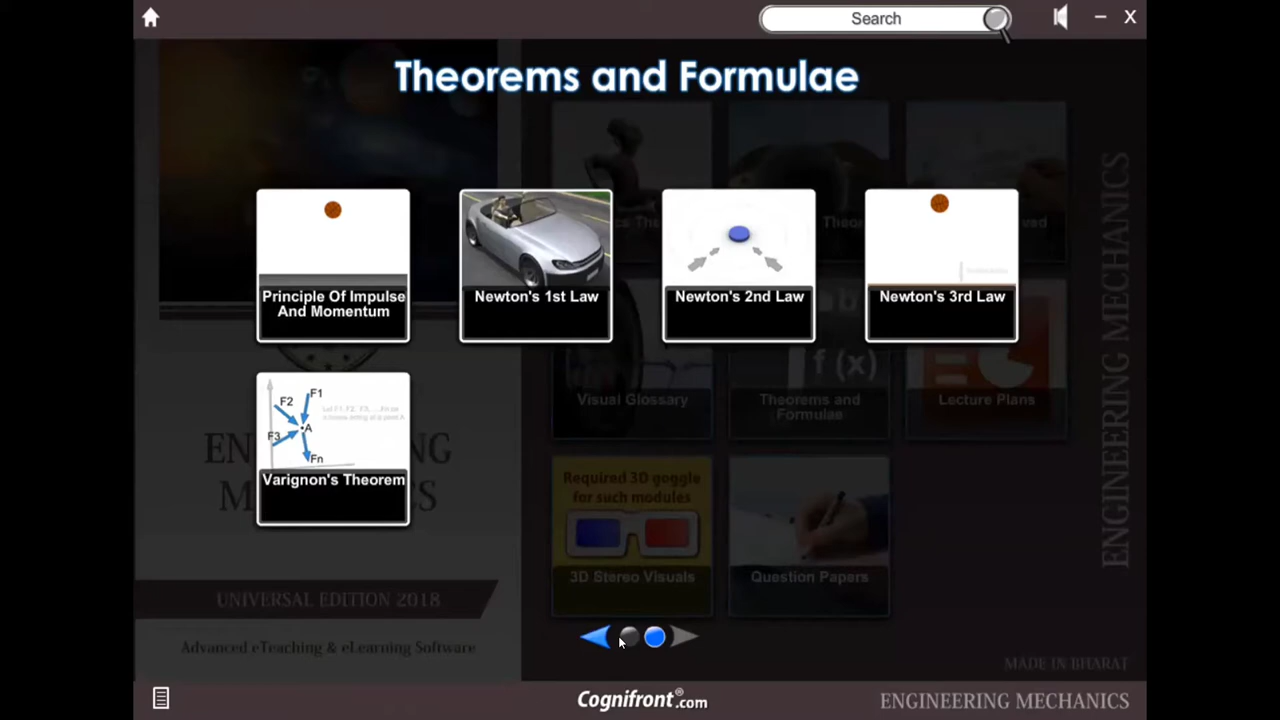 Search
X
Theorems and Formulae
Principle Of Impulse
And Momentum
Newton's 1st Law
Newton's 2nd Law
Newton's 3rd Law
F1
F2
F3
A
Fn
Varignon's Theorem
Visual Glossary
f (x)
Theorems and
Formulae
Lecture Plans
Required 3D goggle
for such modules
3D Stereo Visuals
Question Papers
ENGINEERING MECHANICS
UNIVERSAL EDITION 2018
Advanced eTeaching & eLearning Software
MADE IN BHARAT
Cognifront®.com
ENGINEERING MECHANICS